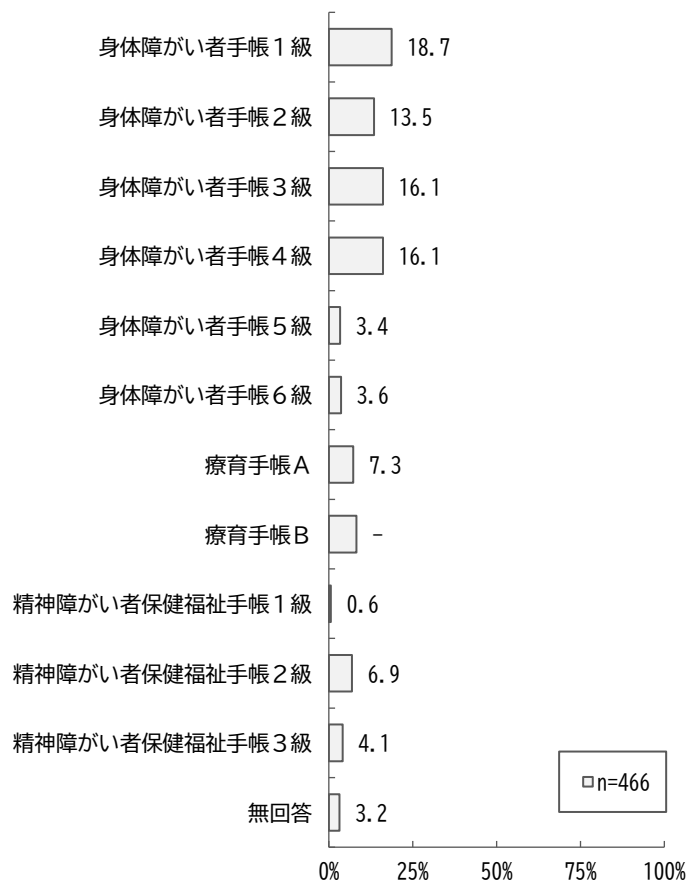 身体障がい者手帳１級 18.7
身体障がい者手帳２級 13.5
身体障がい者手帳３級 16.1
身体障がい者手帳４級 16.1
身体障がい者手帳５級 3.4
身体障がい者手帳６級 3.6
療育手帳Ａ 7.3
療育手帳Ｂ -
精神障がい者保健福祉手帳１級 0.6
精神障がい者保健福祉手帳２級 6.9
精神障がい者保健福祉手帳３級 4.1
無回答 3.2
n=466
0% 25% 50% 75% 100%